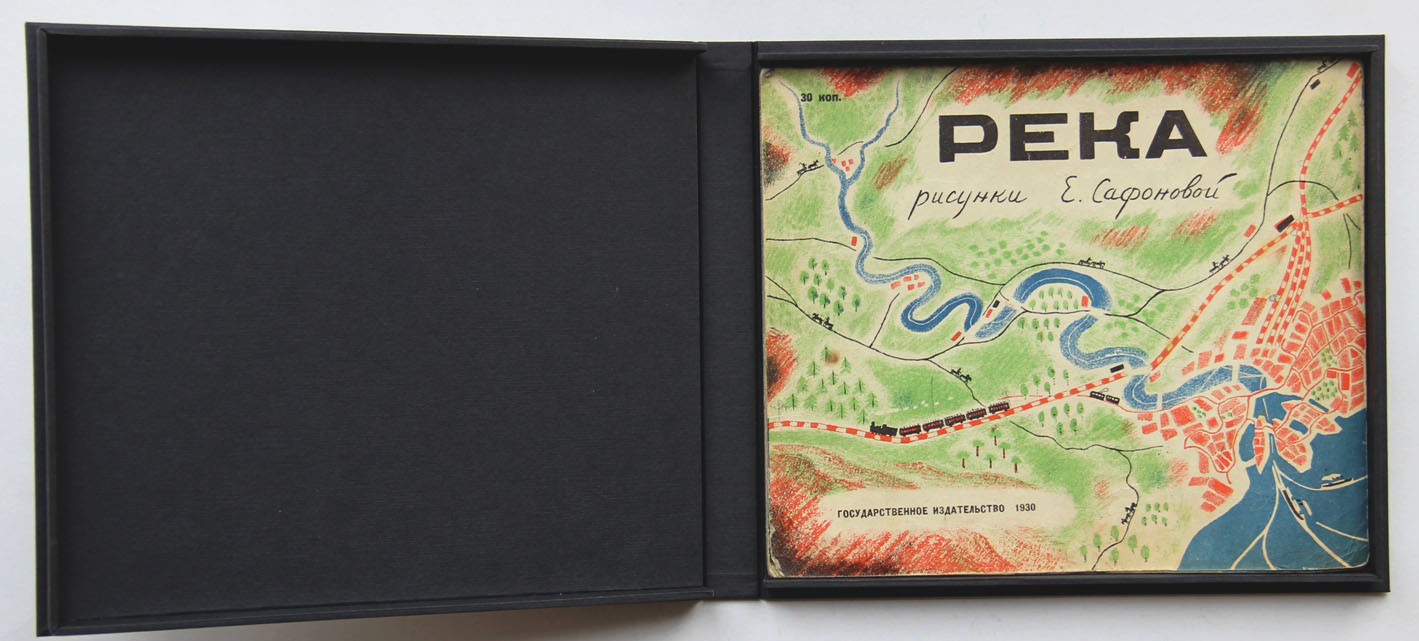 30 коп.
РЕКА
рисунки Е. Сафоновой
ГОСУДАРСТВЕННОЕ ИЗДАТЕЛЬСТВО 1930